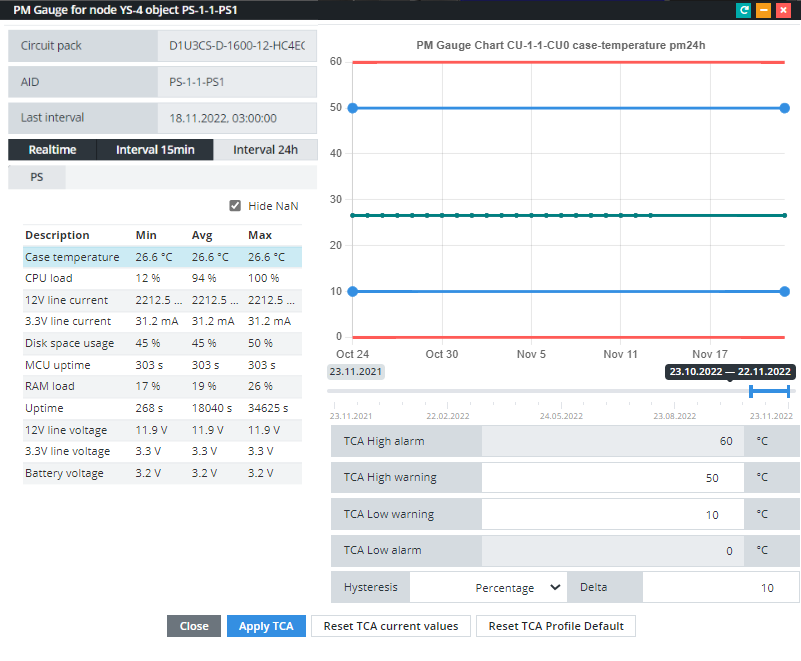 PM Gauge for node YS-4 object PS-1-1-PS1
Circuit pack D1U3CS-D-1600-12-HC4EC
AID PS-1-1-PS1
Last interval 18.11.2022, 03:00:00
Realtime Interval 15min Interval 24h
PS
Hide NaN
Description Min Avg Max
Case temperature 26.6 °C 26.6 °C 26.6 °C
CPU load 12 % 94 % 100 %
12V line current 2212.5 ... 2212.5 ... 2212.5 ...
3.3V line current 31.2 mA 31.2 mA 31.2 mA
Disk space usage 45 % 45 % 50 %
MCU uptime 303 s 303 s 303 s
RAM load 17 % 19 % 26 %
Uptime 268 s 18040 s 34625 s
12V line voltage 11.9 V 11.9 V 11.9 V
3.3V line voltage 3.3 V 3.3 V 3.3 V
Battery voltage 3.2 V 3.2 V 3.2 V
PM Gauge Chart CU-1-1-CU0 case-temperature pm24h
60
50
40
30
20
10
0
Oct 24 Oct 30 Nov 5 Nov 11 Nov 17
23.11.2021 23.10.2022 — 22.11.2022
23.11.2021 22.02.2022 24.05.2022 23.08.2022 23.11.2022
TCA High alarm 60 °C
TCA High warning 50 °C
TCA Low warning 10 °C
TCA Low alarm 0 °C
Hysteresis Percentage Delta 10
Close Apply TCA Reset TCA current values Reset TCA Profile Default